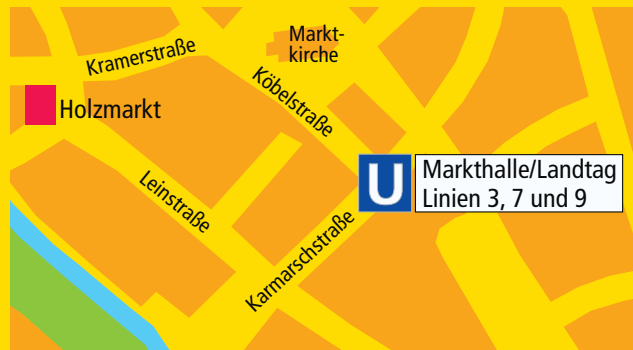 Markt-
kirche
Kramerstraße
Köbelstraße
Holzmarkt
Leinstraße
U
Markthalle/Landtag
Linien 3, 7 und 9
Karmarschstraße